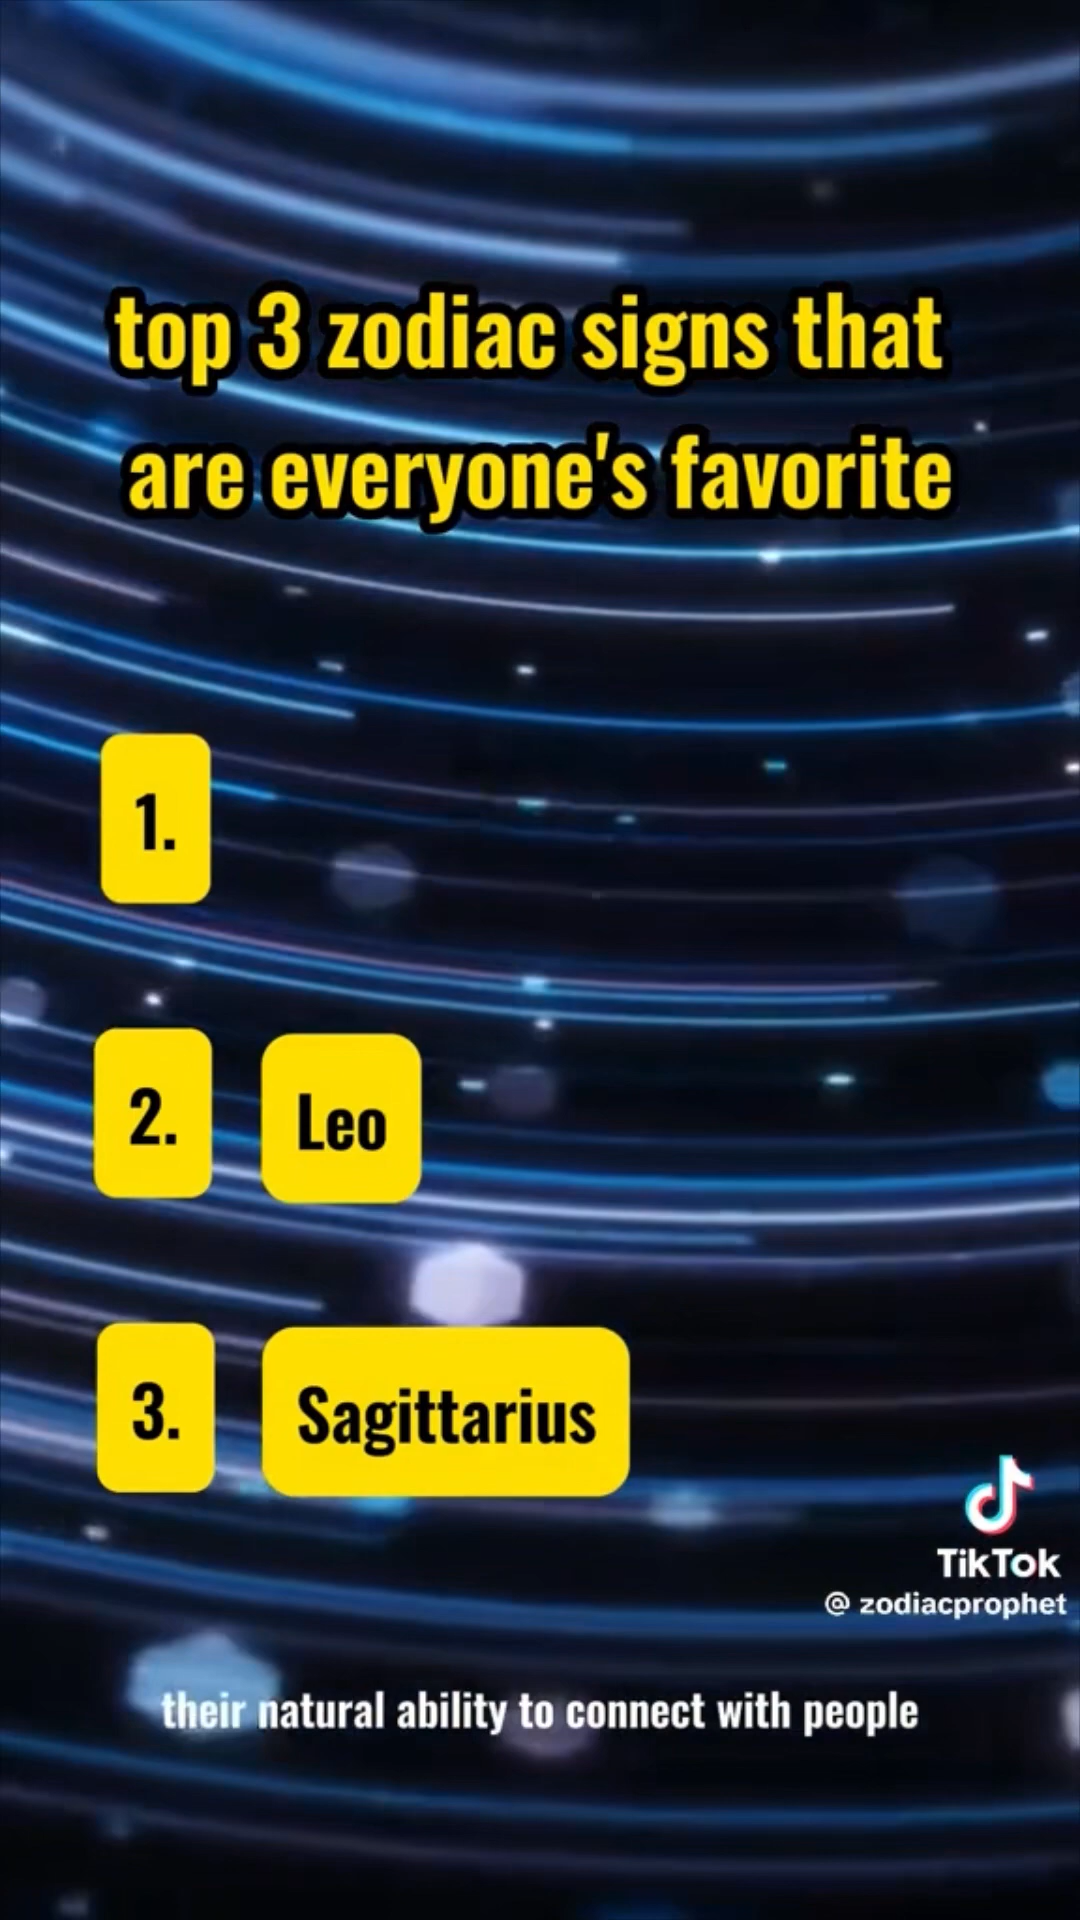 top 3 zodiac signs that
are everyone's favorite
1.
2. Leo
3. Sagittarius
TikTok
@ zodiacprophet
their natural ability to connect with people